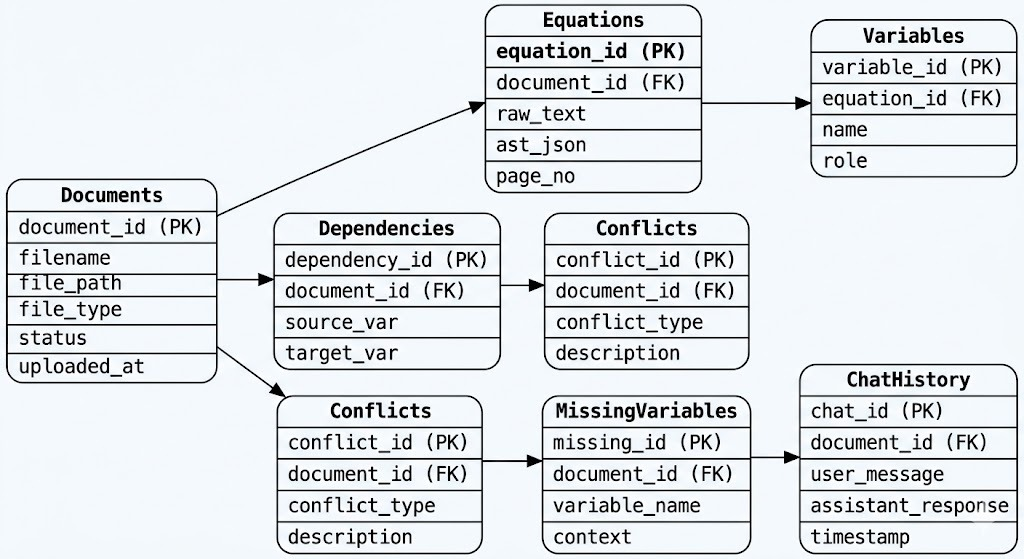 Equations
equation_id (PK)
document_id (FK)
raw_text
ast_json
page_no
Variables
variable_id (PK)
equation_id (FK)
name
role
Documents
document_id (PK)
filename
file_path
file_type
status
uploaded_at
Dependencies
dependency_id (PK)
document_id (FK)
source_var
target_var
Conflicts
conflict_id (PK)
document_id (FK)
conflict_type
description
Conflicts
conflict_id (PK)
document_id (FK)
conflict_type
description
MissingVariables
missing_id (PK)
document_id (FK)
variable_name
context
ChatHistory
chat_id (PK)
document_id (FK)
user_message
assistant_response
timestamp